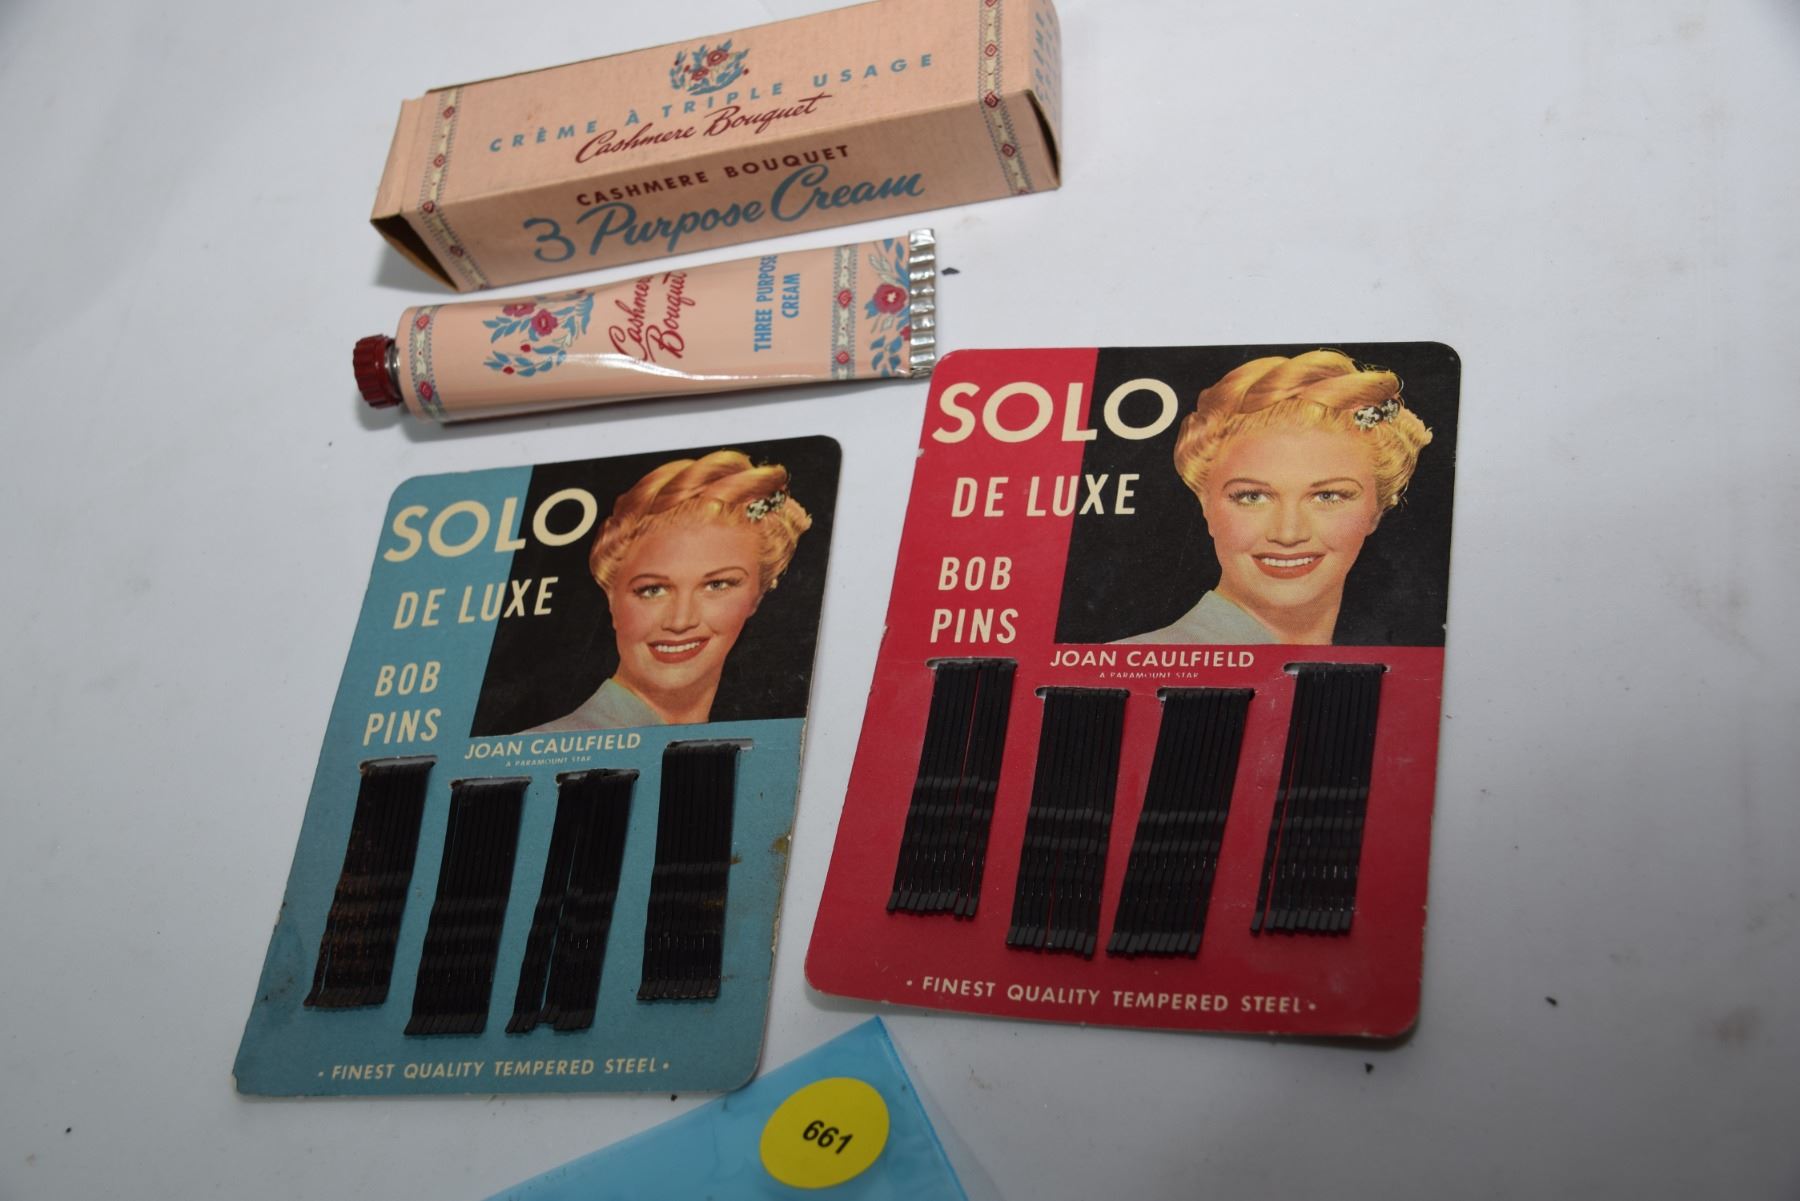 CRÈME À TRIPLE USAGE
Cashmere Bouquet
CASHMERE BOUQUET
3 Purpose Cream
Cashmere
Bouquet
THREE PURPOSE
CREAM
SOLO
DE LUXE
BOB
PINS
JOAN CAULFIELD
A PARAMOUNT STAR
• FINEST QUALITY TEMPERED STEEL •
SOLO
DE LUXE
BOB
PINS
JOAN CAULFIELD
A PARAMOUNT STAR
• FINEST QUALITY TEMPERED STEEL •
661